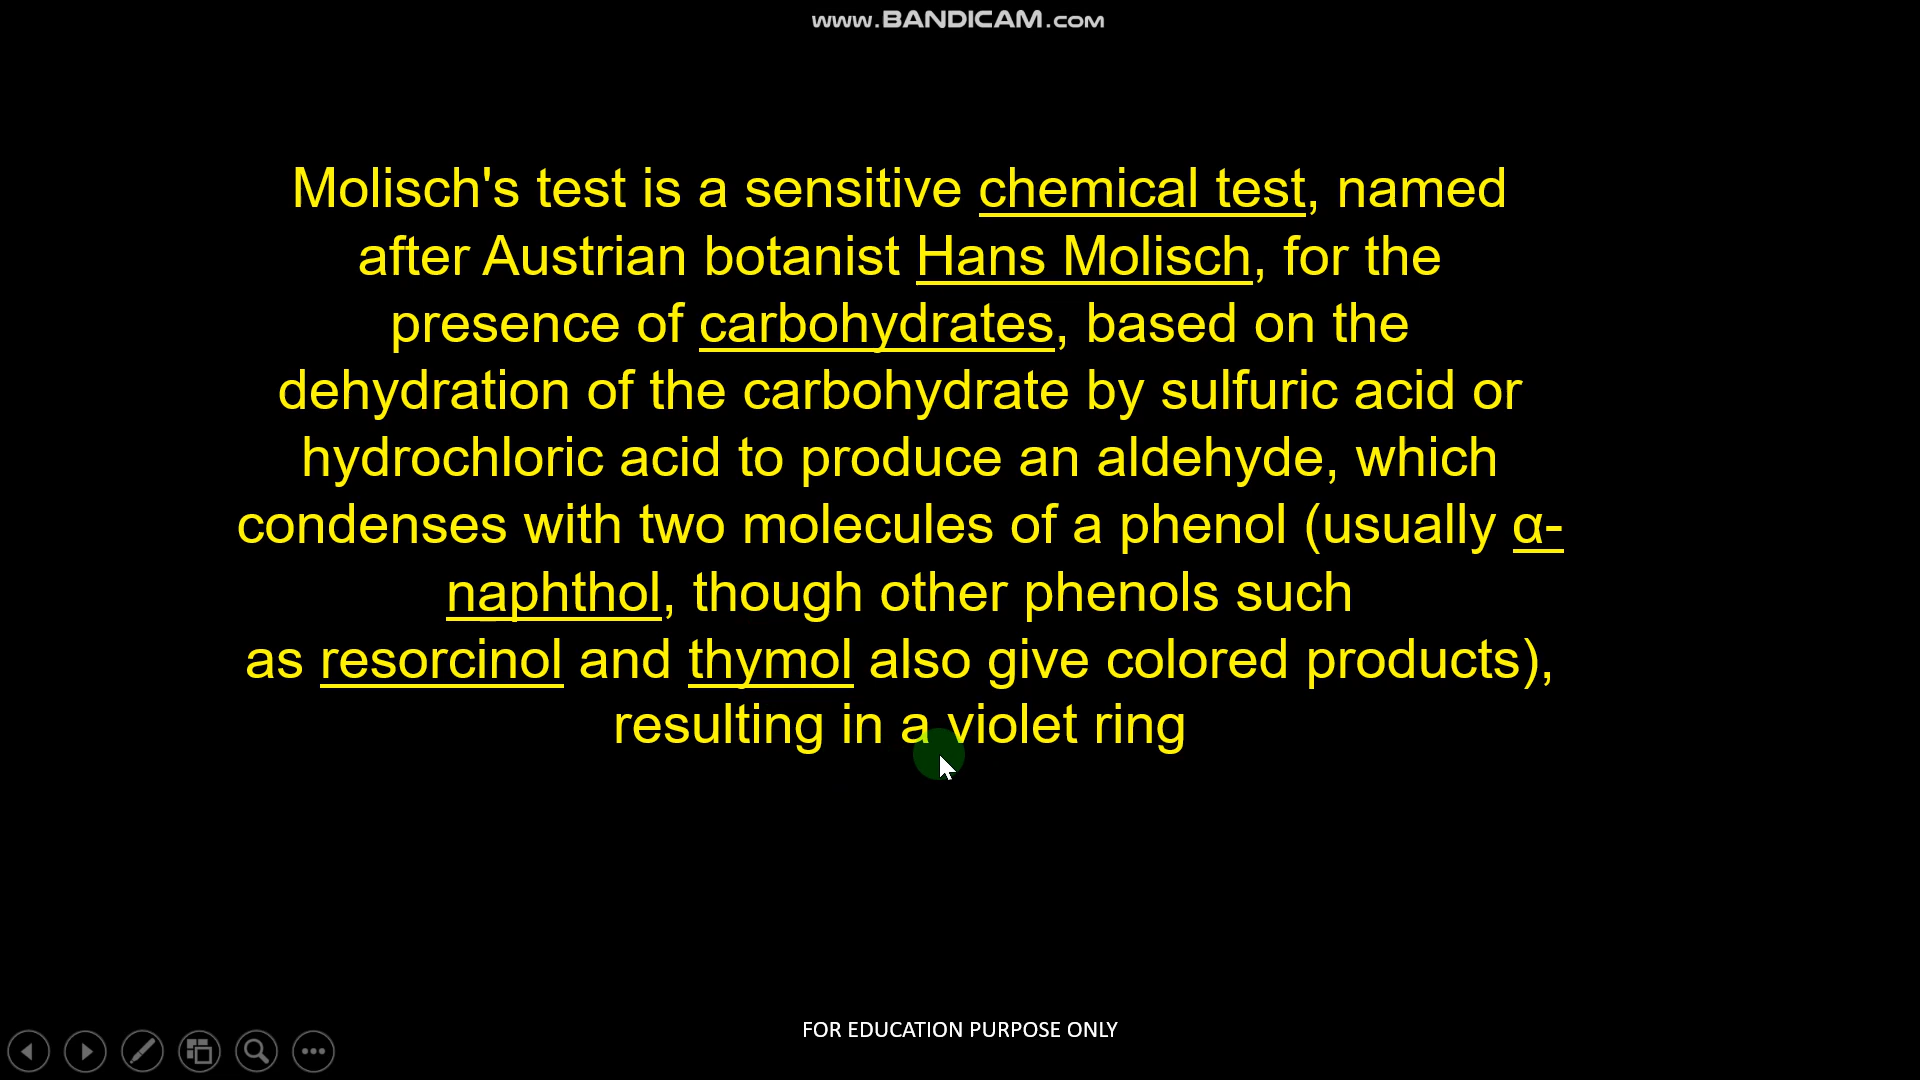 www.BANDICAM.com
Molisch's test is a sensitive chemical test, named
after Austrian botanist Hans Molisch, for the
presence of carbohydrates, based on the
dehydration of the carbohydrate by sulfuric acid or
hydrochloric acid to produce an aldehyde, which
condenses with two molecules of a phenol (usually α-
naphthol, though other phenols such
as resorcinol and thymol also give colored products),
resulting in a violet ring
FOR EDUCATION PURPOSE ONLY